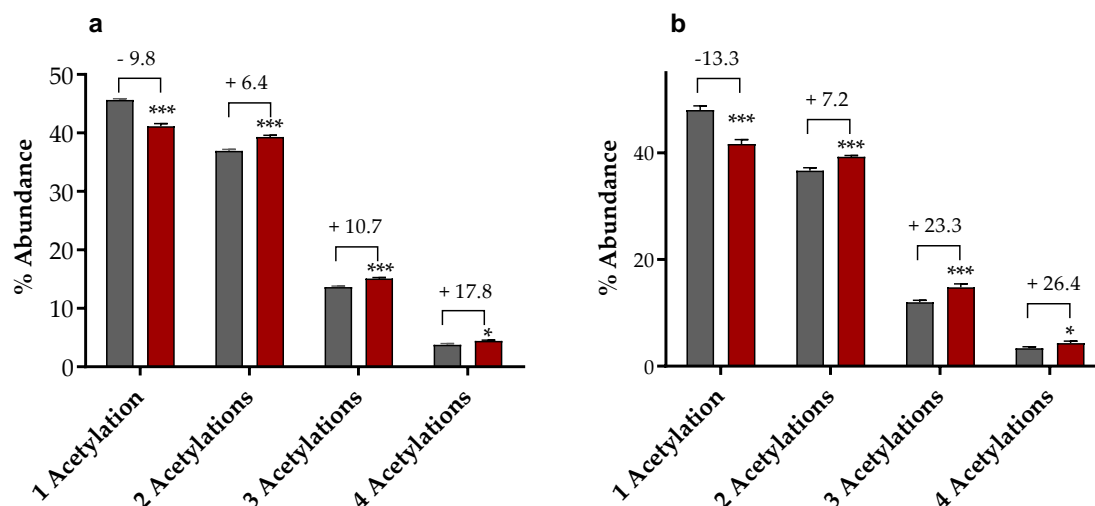 a
- 9.8
+ 6.4
+ 10.7
+ 17.8
***
***
***
*
% Abundance
50
40
30
20
10
0
1 Acetylation
2 Acetylations
3 Acetylations
4 Acetylations
b
-13.3
+ 7.2
+ 23.3
+ 26.4
***
***
***
*
% Abundance
40
20
0
1 Acetylation
2 Acetylations
3 Acetylations
4 Acetylations